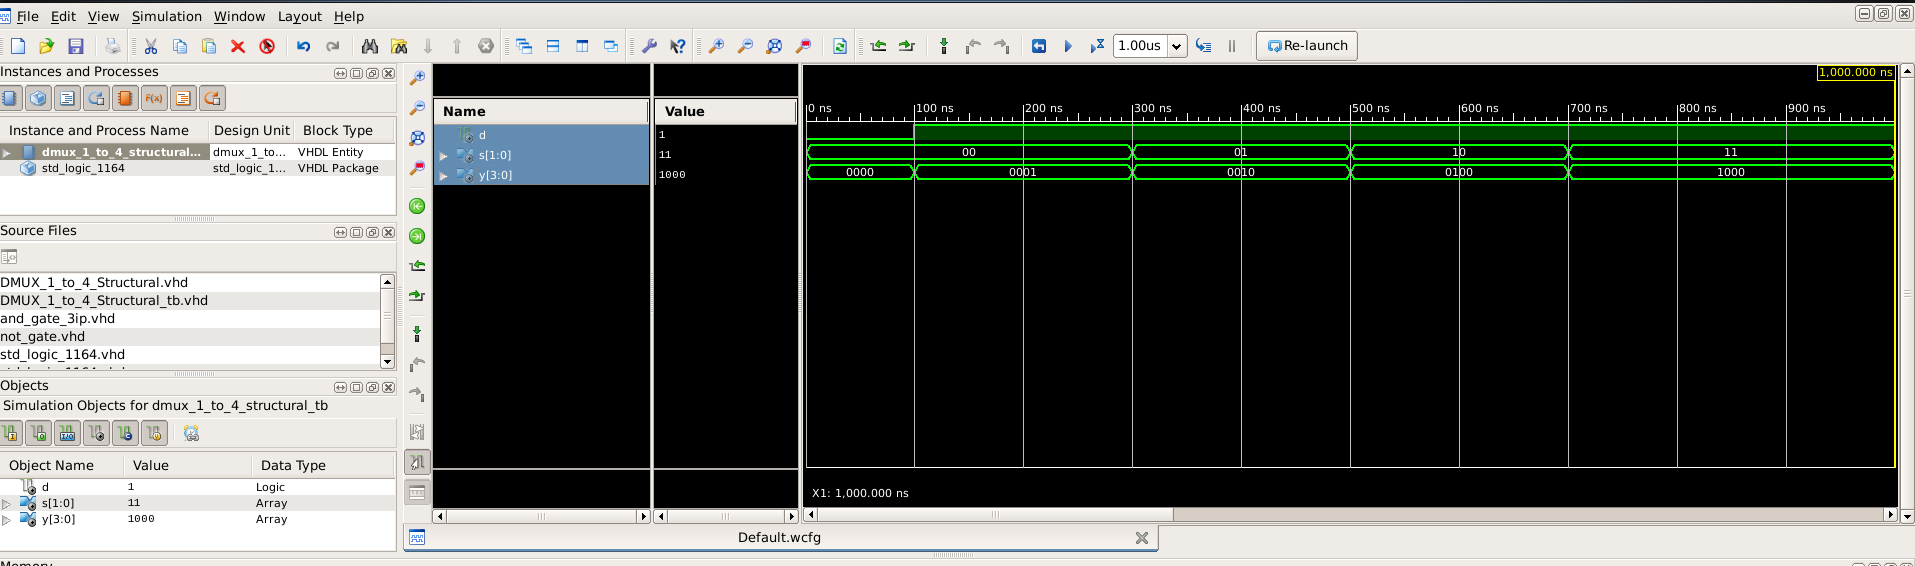 File Edit View Simulation Window Layout Help
1.00us Re-launch
Instances and Processes
Instance and Process Name Design Unit Block Type
dmux_1_to_4_structural... dmux_1_to... VHDL Entity
std_logic_1164 std_logic_1... VHDL Package
Source Files
DMUX_1_to_4_Structural.vhd
DMUX_1_to_4_Structural_tb.vhd
and_gate_3ip.vhd
not_gate.vhd
std_logic_1164.vhd
Objects
Simulation Objects for dmux_1_to_4_structural_tb
Object Name Value Data Type
d 1 Logic
s[1:0] 11 Array
y[3:0] 1000 Array
Name Value
d 1
s[1:0] 11
y[3:0] 1000
1,000.000 ns
0 ns 100 ns 200 ns 300 ns 400 ns 500 ns 600 ns 700 ns 800 ns 900 ns
00 01 10 11
0000 0001 0010 0100 1000
X1: 1,000.000 ns
Default.wcfg
Memory